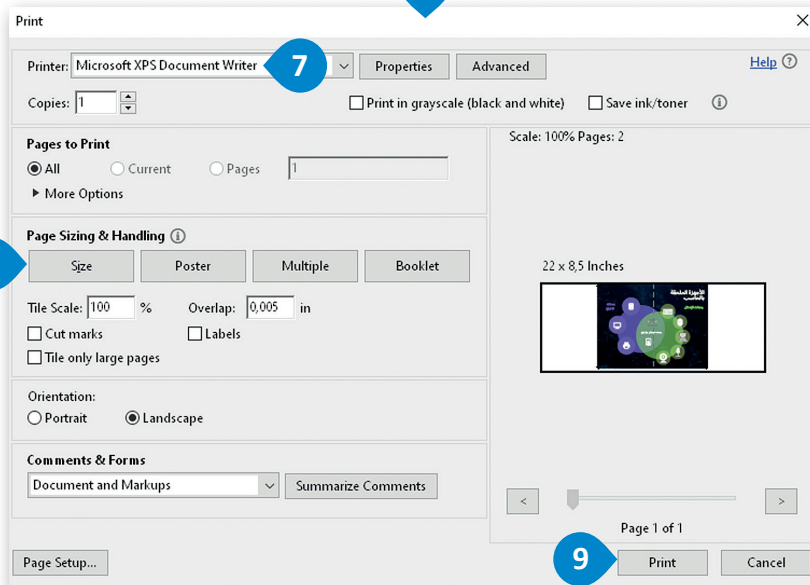 Print
Printer: Microsoft XPS Document Writer 7 Properties Advanced Help
Copies: 1 Print in grayscale (black and white) Save ink/toner
Pages to Print
All Current Pages 1
More Options
Scale: 100% Pages: 2
Page Sizing & Handling
Size Poster Multiple Booklet
Tile Scale: 100 % Overlap: 0,005 in
Cut marks Labels
Tile only large pages
22 x 8,5 Inches
الأجهزة الملحقة
بالحاسب
Orientation:
Portrait Landscape
Comments & Forms
Document and Markups Summarize Comments
< >
Page 1 of 1
Page Setup... 9 Print Cancel